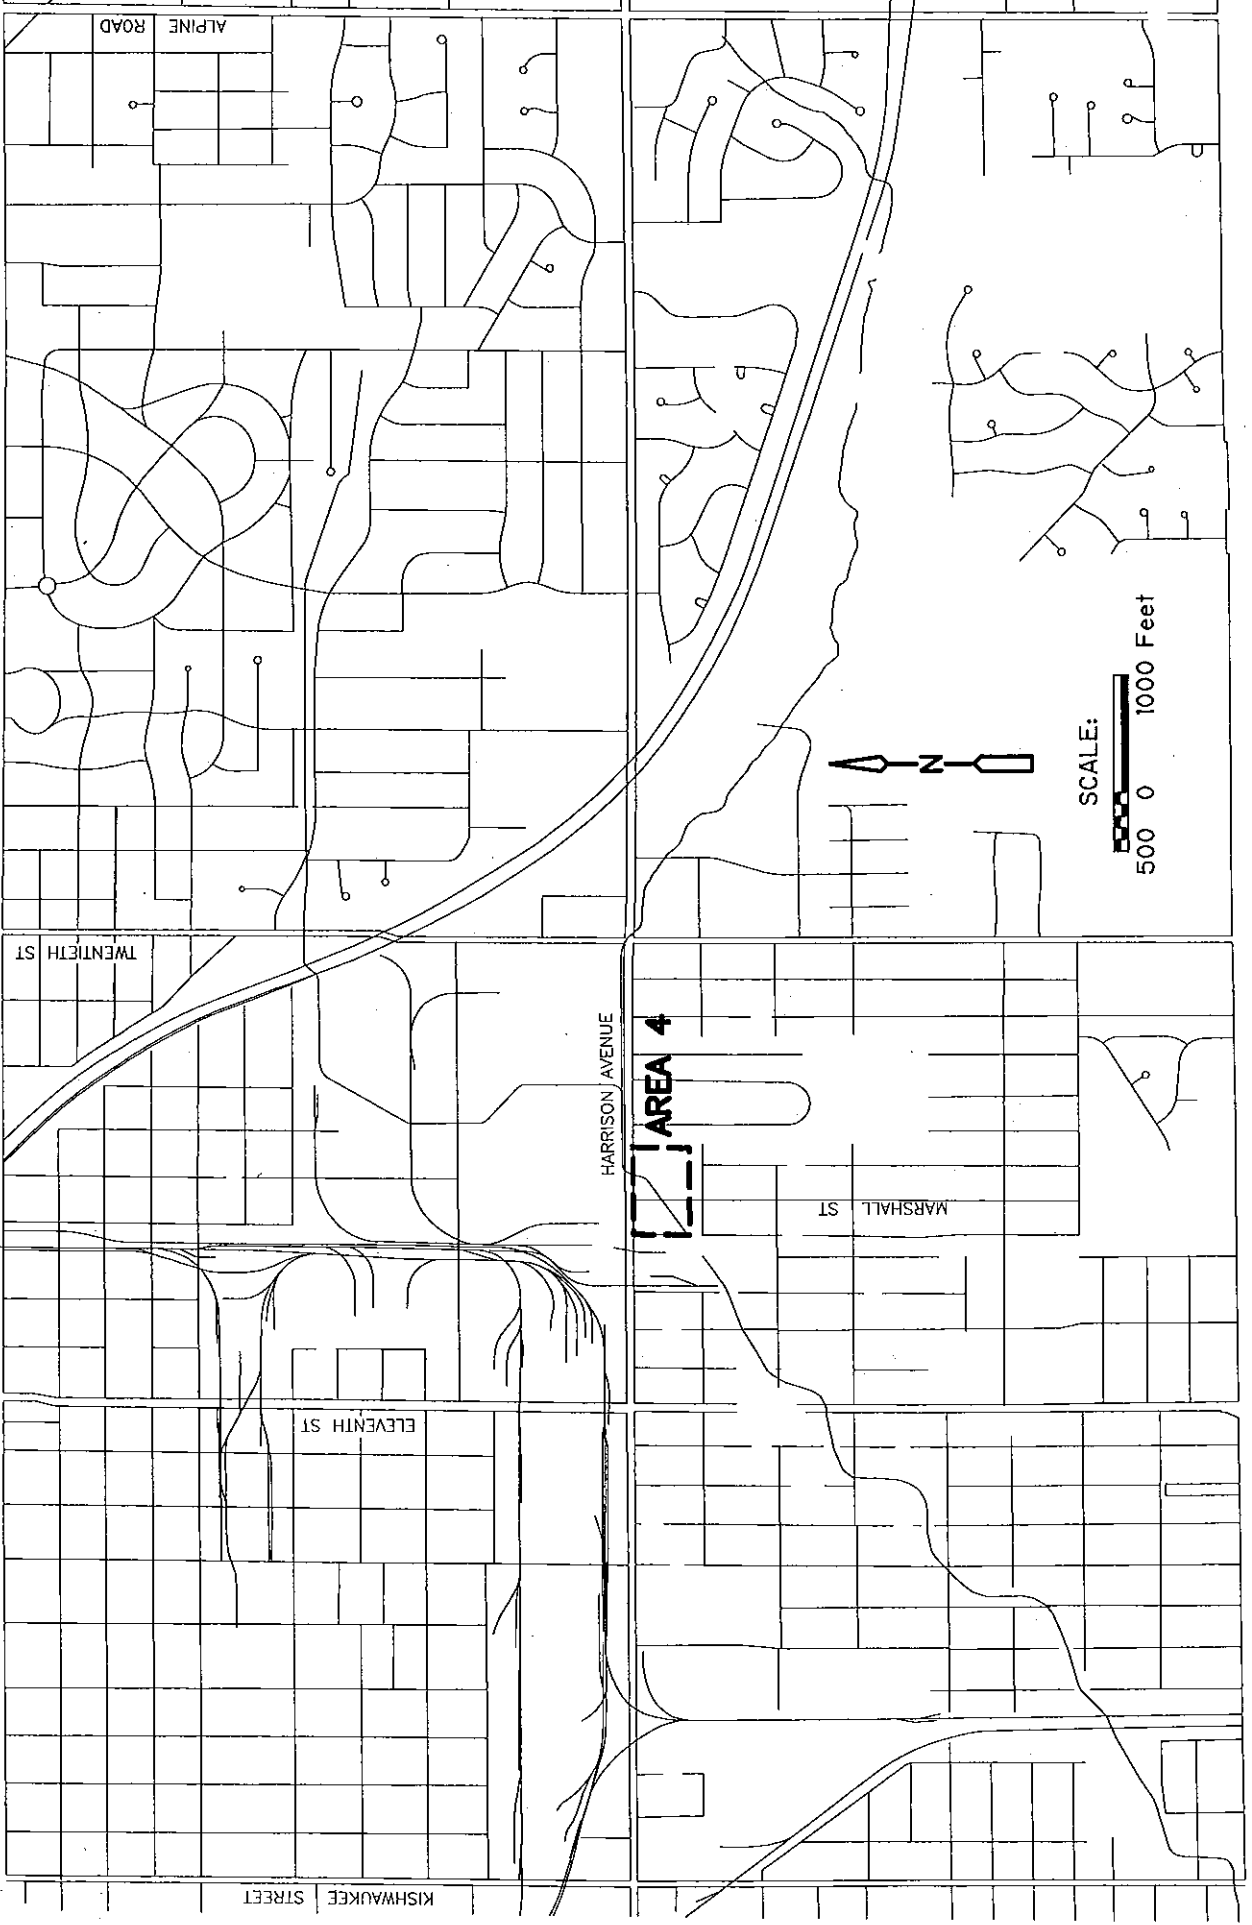 ALPINE ROAD
TWENTIETH ST
HARRISON AVENUE
AREA 4
MARSHALL ST
ELEVENTH ST
KISHWAUKEE STREET
N
SCALE:
500 0 1000 Feet